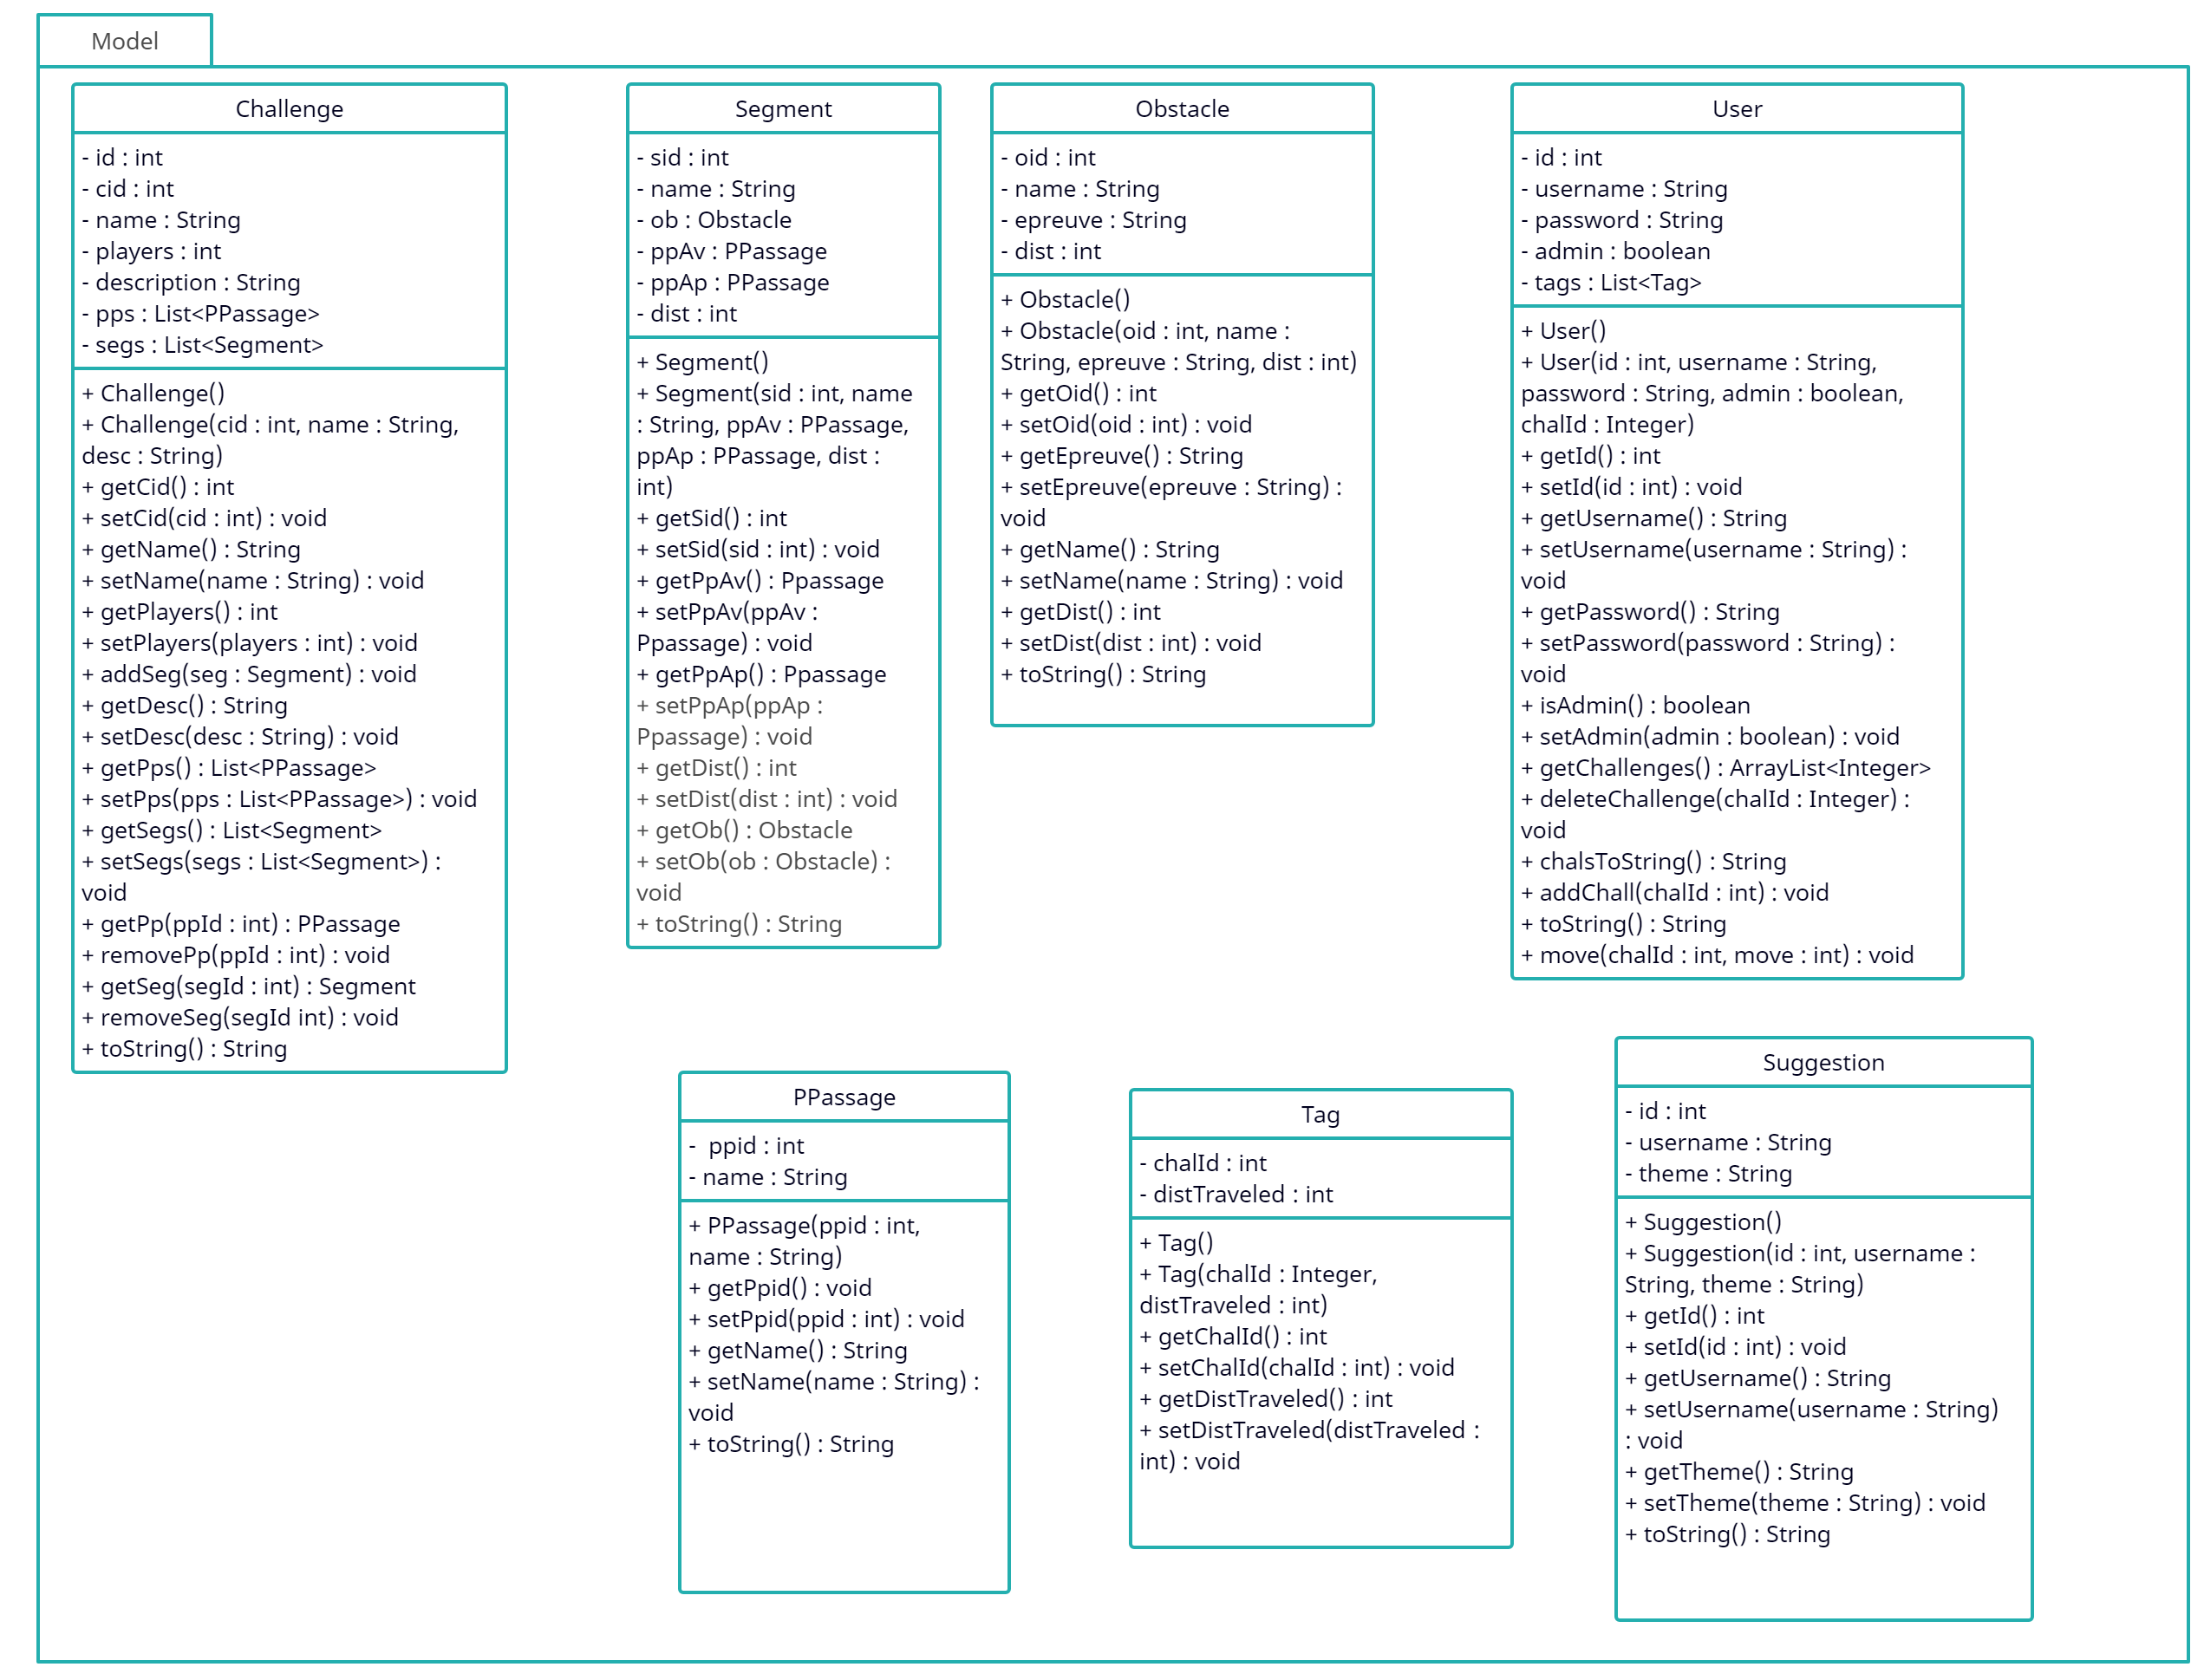 Model
Challenge
- id : int
- cid : int
- name : String
- players : int
- description : String
- pps : List<PPassage>
- segs : List<Segment>
+ Challenge()
+ Challenge(cid : int, name : String,
desc : String)
+ getCid() : int
+ setCid(cid : int) : void
+ getName() : String
+ setName(name : String) : void
+ getPlayers() : int
+ setPlayers(players : int) : void
+ addSeg(seg : Segment) : void
+ getDesc() : String
+ setDesc(desc : String) : void
+ getPps() : List<PPassage>
+ setPps(pps : List<PPassage>) : void
+ getSegs() : List<Segment>
+ setSegs(segs : List<Segment>) :
void
+ getPp(ppId : int) : PPassage
+ removePp(ppId : int) : void
+ getSeg(segId : int) : Segment
+ removeSeg(segId int) : void
+ toString() : String
Segment
- sid : int
- name : String
- ob : Obstacle
- ppAv : PPassage
- ppAp : PPassage
- dist : int
+ Segment()
+ Segment(sid : int, name
: String, ppAv : PPassage,
ppAp : PPassage, dist :
int)
+ getSid() : int
+ setSid(sid : int) : void
+ getPpAv() : Ppassage
+ setPpAv(ppAv :
Ppassage) : void
+ getPpAp() : Ppassage
+ setPpAp(ppAp :
Ppassage) : void
+ getDist() : int
+ setDist(dist : int) : void
+ getOb() : Obstacle
+ setOb(ob : Obstacle) :
void
+ toString() : String
Obstacle
- oid : int
- name : String
- epreuve : String
- dist : int
+ Obstacle()
+ Obstacle(oid : int, name :
String, epreuve : String, dist : int)
+ getOid() : int
+ setOid(oid : int) : void
+ getEpreuve() : String
+ setEpreuve(epreuve : String) :
void
+ getName() : String
+ setName(name : String) : void
+ getDist() : int
+ setDist(dist : int) : void
+ toString() : String
User
- id : int
- username : String
- password : String
- admin : boolean
- tags : List<Tag>
+ User()
+ User(id : int, username : String,
password : String, admin : boolean,
chalId : Integer)
+ getId() : int
+ setId(id : int) : void
+ getUsername() : String
+ setUsername(username : String) :
void
+ getPassword() : String
+ setPassword(password : String) :
void
+ isAdmin() : boolean
+ setAdmin(admin : boolean) : void
+ getChallenges() : ArrayList<Integer>
+ deleteChallenge(chalId : Integer) :
void
+ chalsToString() : String
+ addChall(chalId : int) : void
+ toString() : String
+ move(chalId : int, move : int) : void
PPassage
- ppid : int
- name : String
+ PPassage(ppid : int,
name : String)
+ getPpid() : void
+ setPpid(ppid : int) : void
+ getName() : String
+ setName(name : String) :
void
+ toString() : String
Tag
- chalId : int
- distTraveled : int
+ Tag()
+ Tag(chalId : Integer,
distTraveled : int)
+ getChalId() : int
+ setChalId(chalId : int) : void
+ getDistTraveled() : int
+ setDistTraveled(distTraveled :
int) : void
Suggestion
- id : int
- username : String
- theme : String
+ Suggestion()
+ Suggestion(id : int, username :
String, theme : String)
+ getId() : int
+ setId(id : int) : void
+ getUsername() : String
+ setUsername(username : String)
: void
+ getTheme() : String
+ setTheme(theme : String) : void
+ toString() : String